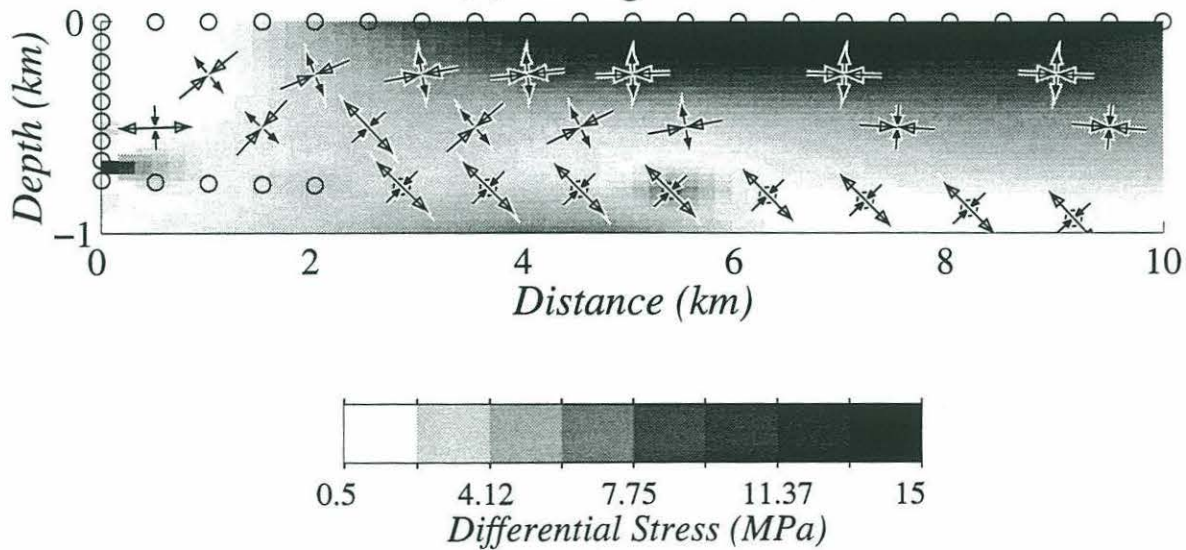 0
Depth (km)
-1
0 2 4 6 8 10
Distance (km)
0.5 4.12 7.75 11.37 15
Differential Stress (MPa)